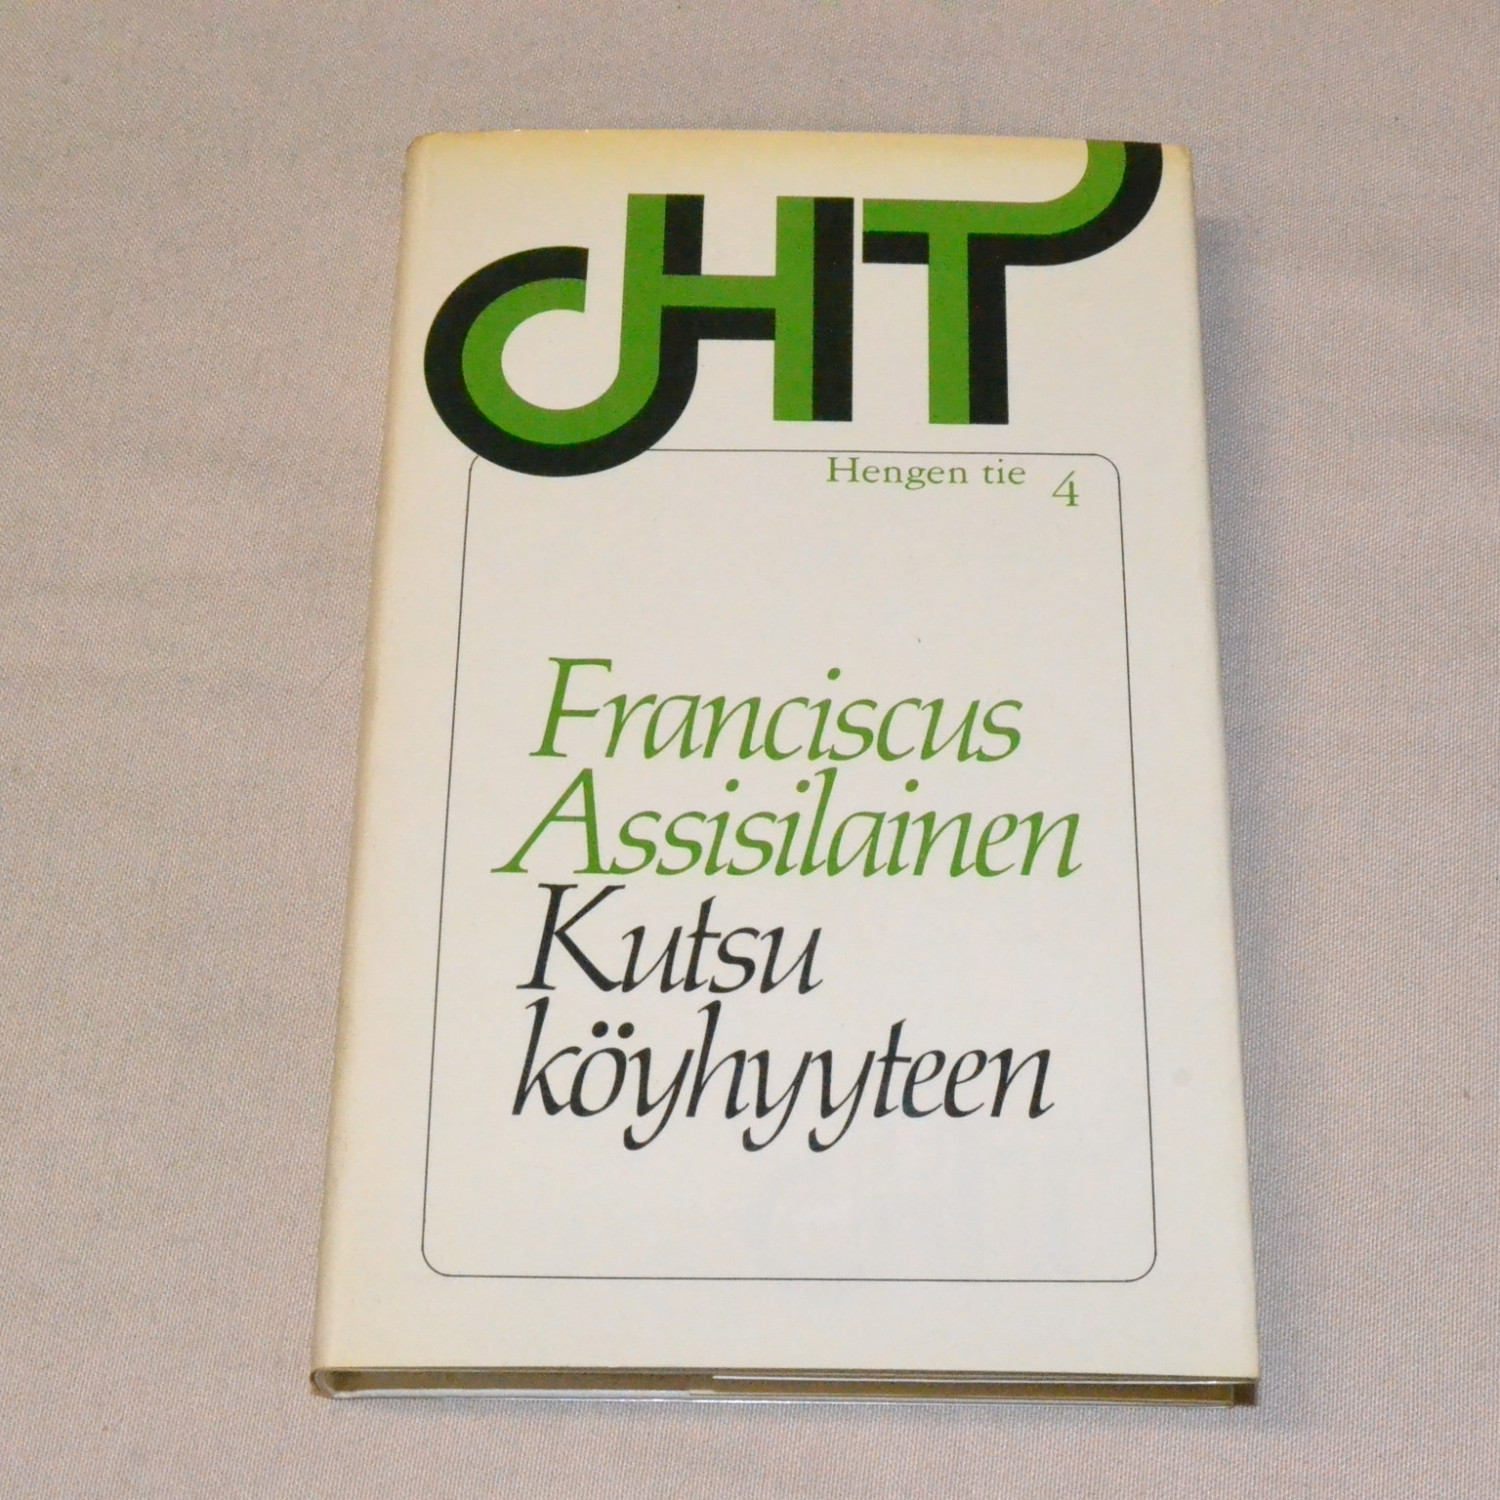 HT
Hengen tie 4
Franciscus
Assisilainen
Kutsu
köyhyyteen